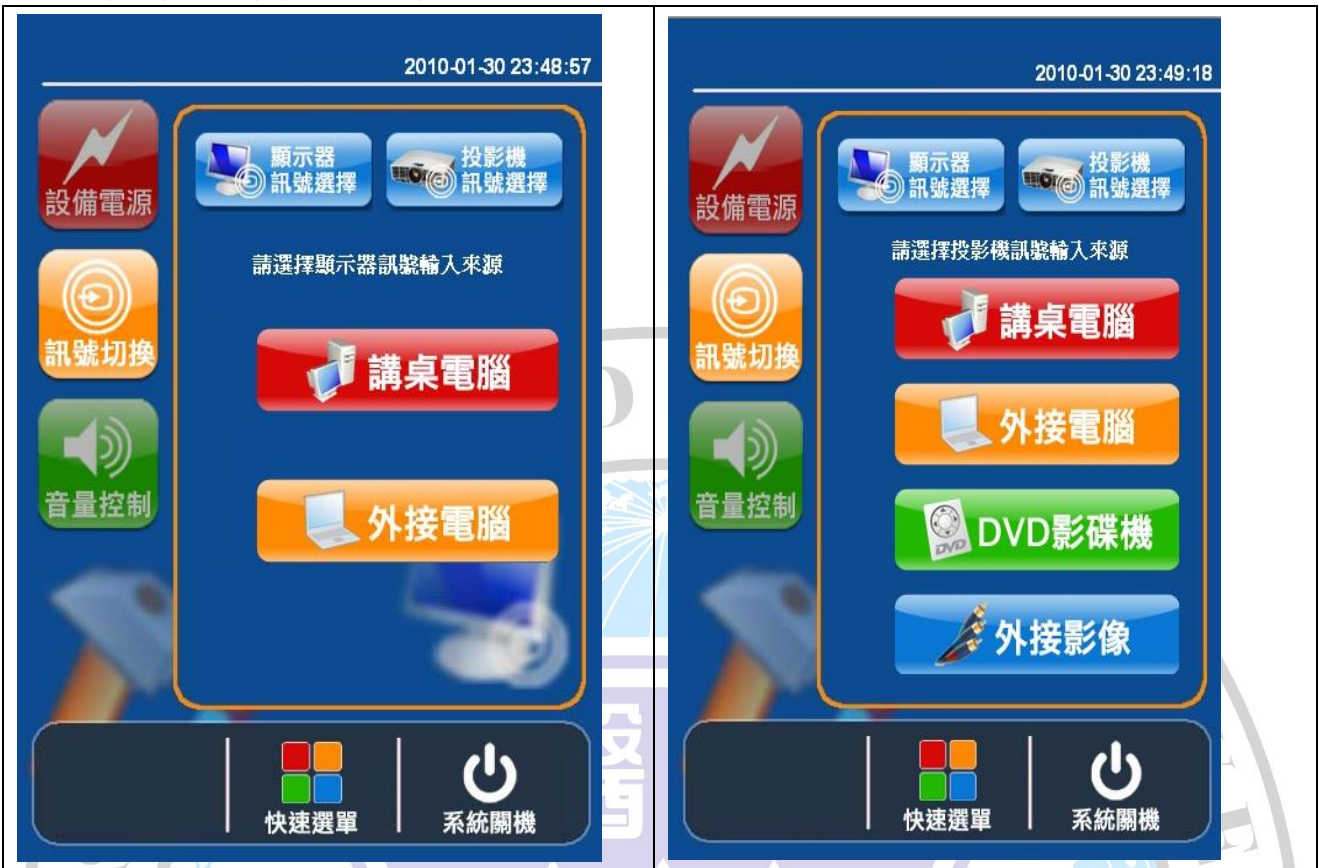 2010-01-30 23:48:57
設備電源
顯示器
訊號選擇
投影機
訊號選擇
請選擇顯示器訊號輸入來源
訊號切換
講桌電腦
音量控制
外接電腦
快速選單
系統關機
2010-01-30 23:49:18
設備電源
顯示器
訊號選擇
投影機
訊號選擇
請選擇投影機訊號輸入來源
訊號切換
講桌電腦
外接電腦
音量控制
DVD影碟機
DVD
外接影像
快速選單
系統關機